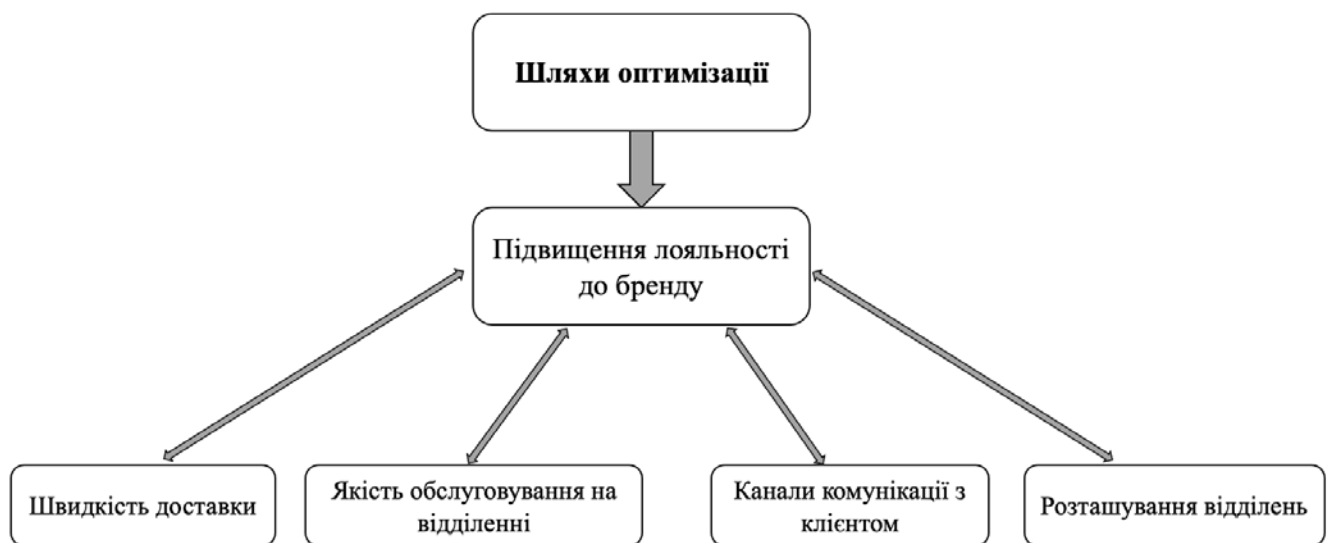 Шляхи оптимізації
Підвищення лояльності
до бренду
Швидкість доставки
Якість обслуговування на
відділенні
Канали комунікації з
клієнтом
Розташування відділень